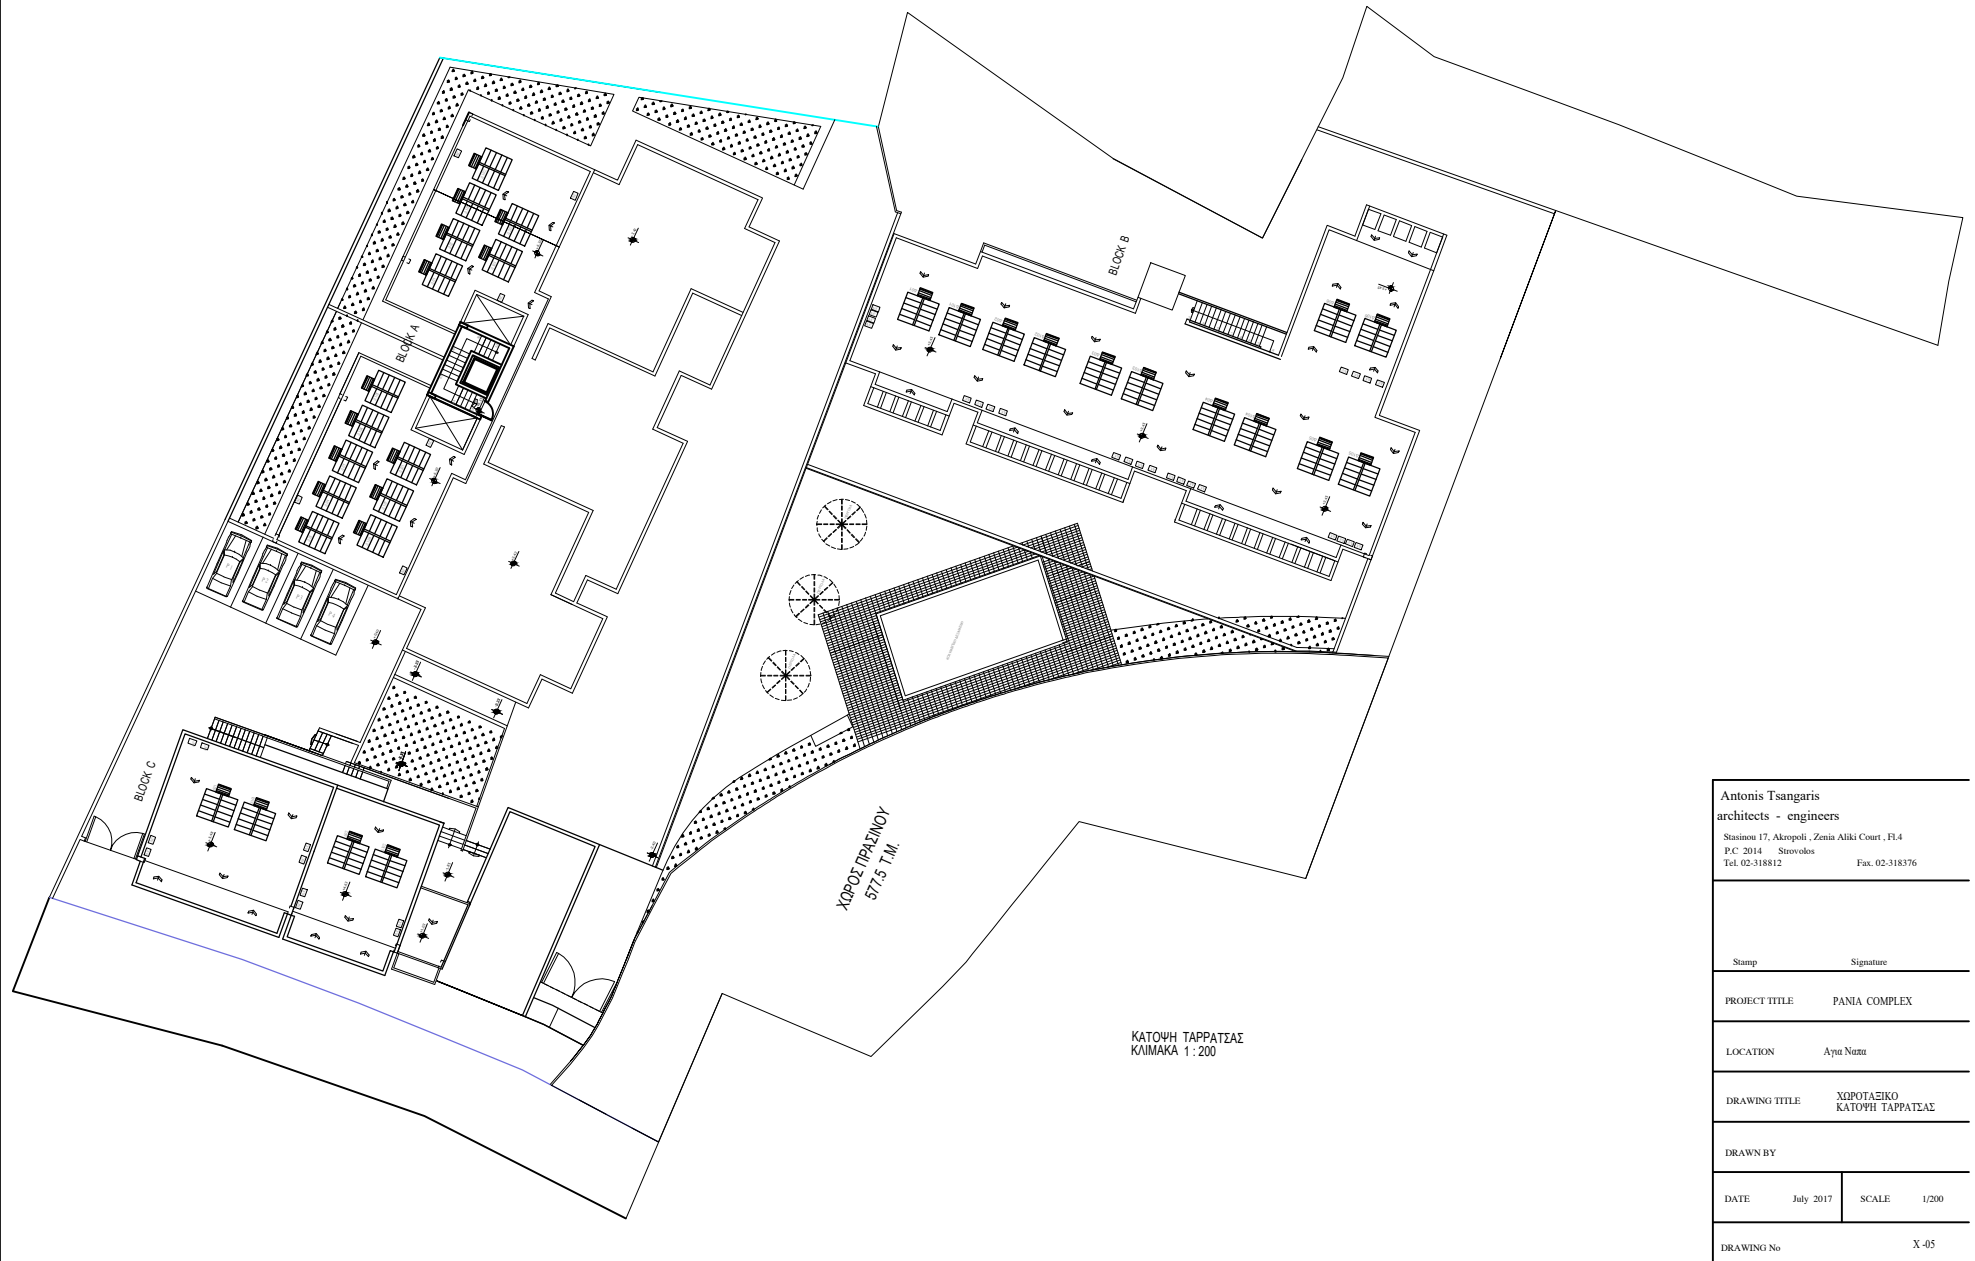 BLOCK A
BLOCK B
BLOCK C
ΧΩΡΟΣ ΠΡΑΣΙΝΟΥ
577.5 Τ.Μ.
ΚΑΤΟΨΗ ΤΑΡΡΑΤΣΑΣ
ΚΛΙΜΑΚΑ 1 : 200
Antonis Tsangaris
architects - engineers
Stasinou 17, Akropoli , Zenia Aliki Court , Fl.4
P.C 2014 Strovolos
Tel. 02-318812 Fax. 02-318376
Stamp Signature
PROJECT TITLE PANIA COMPLEX
LOCATION Αγια Ναπα
DRAWING TITLE ΧΩΡΟΤΑΞΙΚΟ
ΚΑΤΟΨΗ ΤΑΡΡΑΤΣΑΣ
DRAWN BY
DATE July 2017 SCALE 1/200
DRAWING No X -05